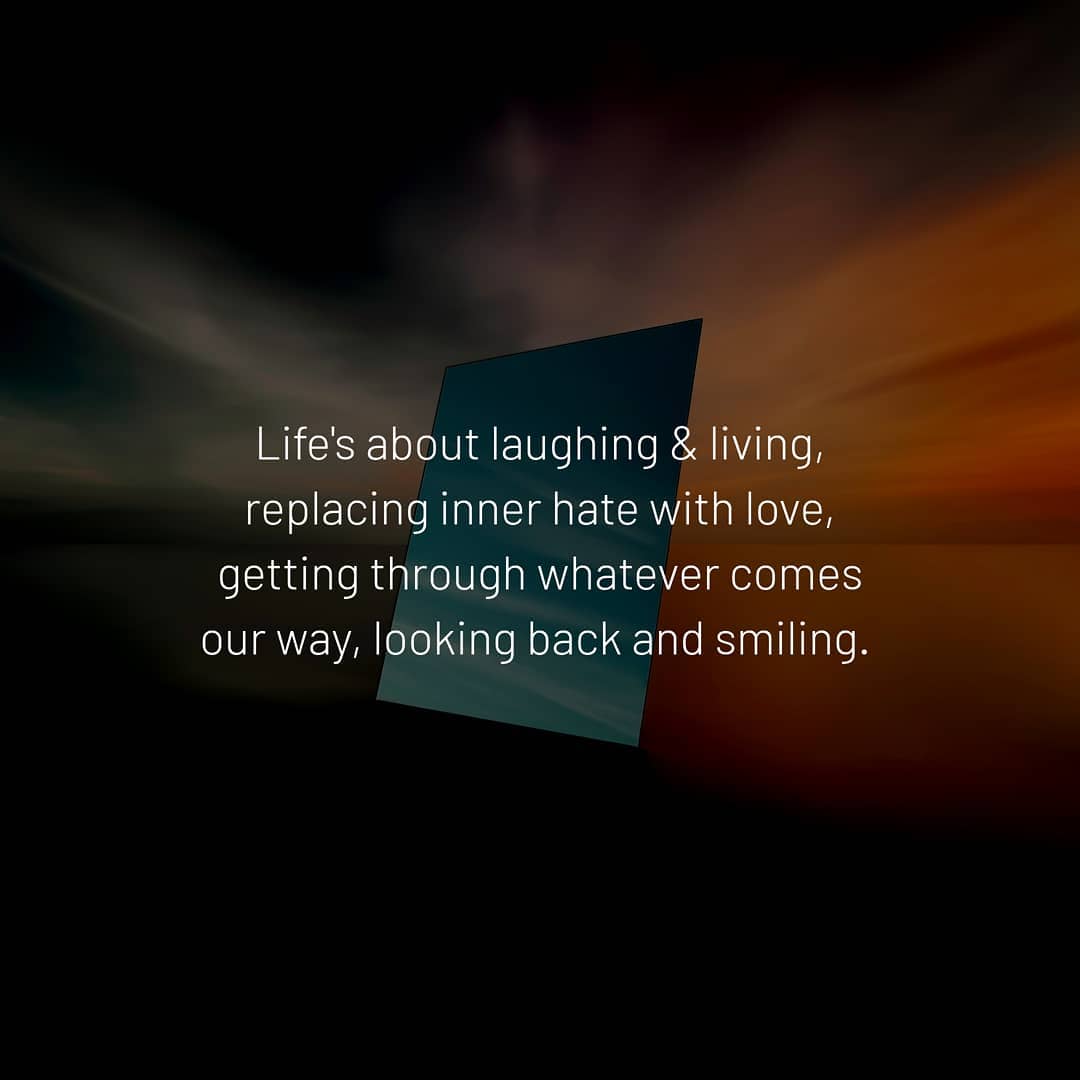 Life's about laughing & living,
replacing inner hate with love,
getting through whatever comes
our way, looking back and smiling.